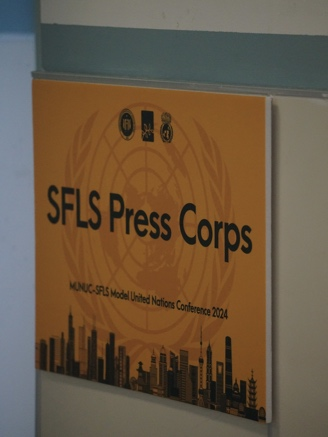 SFLS Press Corps
MUNUC-SFLS Model United Nations Conference 2024